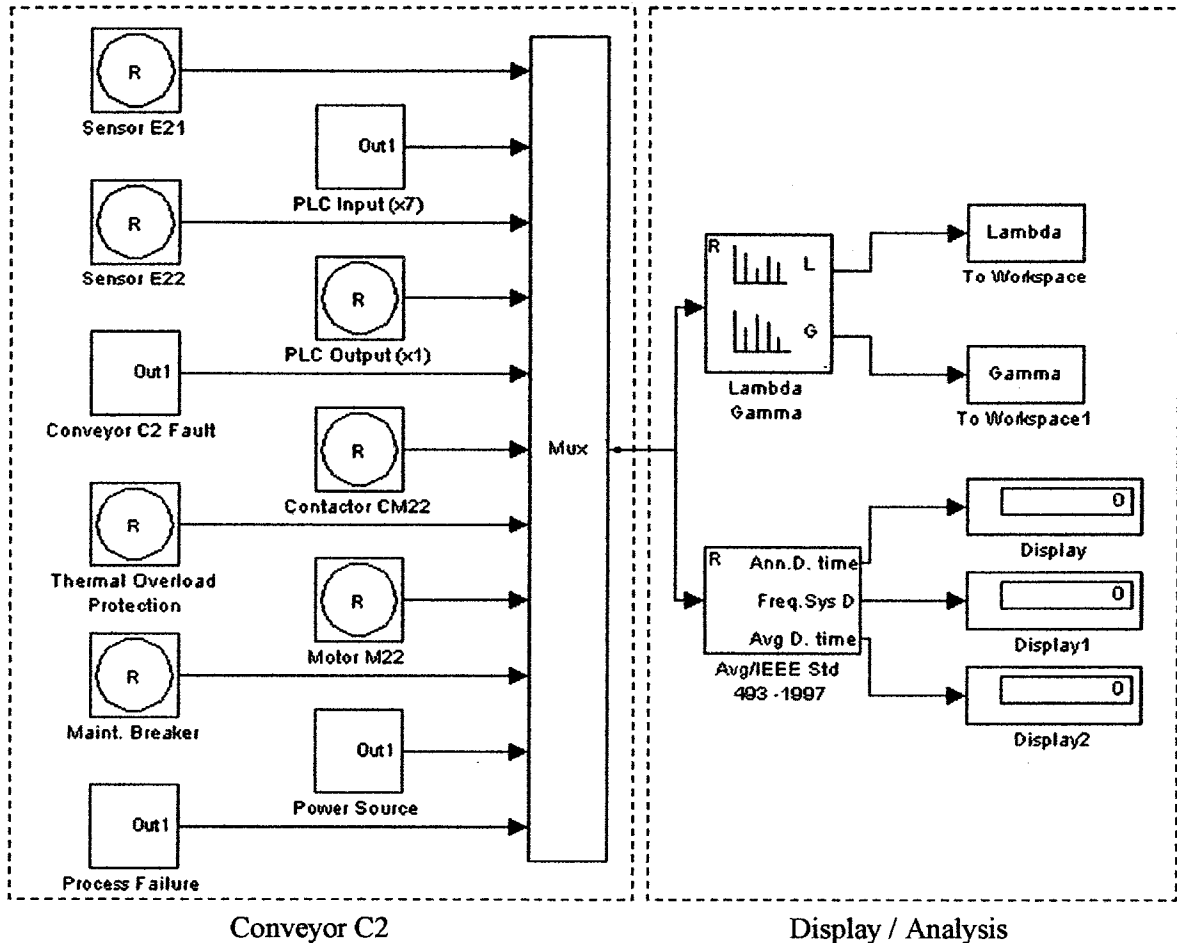 R
Sensor E21
Out1
PLC Input (x7)
R
Sensor E22
R
PLC Output (x1)
Out1
Conveyor C2 Fault
R
Contactor CM22
R
Thermal Overload
Protection
R
Motor M22
R
Maint. Breaker
Out1
Power Source
Out1
Process Failure
Mux
Conveyor C2
R
L
G
Lambda
Gamma
Lambda
To Workspace
Gamma
To Workspace1
R
Ann.D. time
Freq.Sys D
Avg D. time
Avg/IEEE Std
493 -1997
0
Display
0
Display1
0
Display2
Display / Analysis